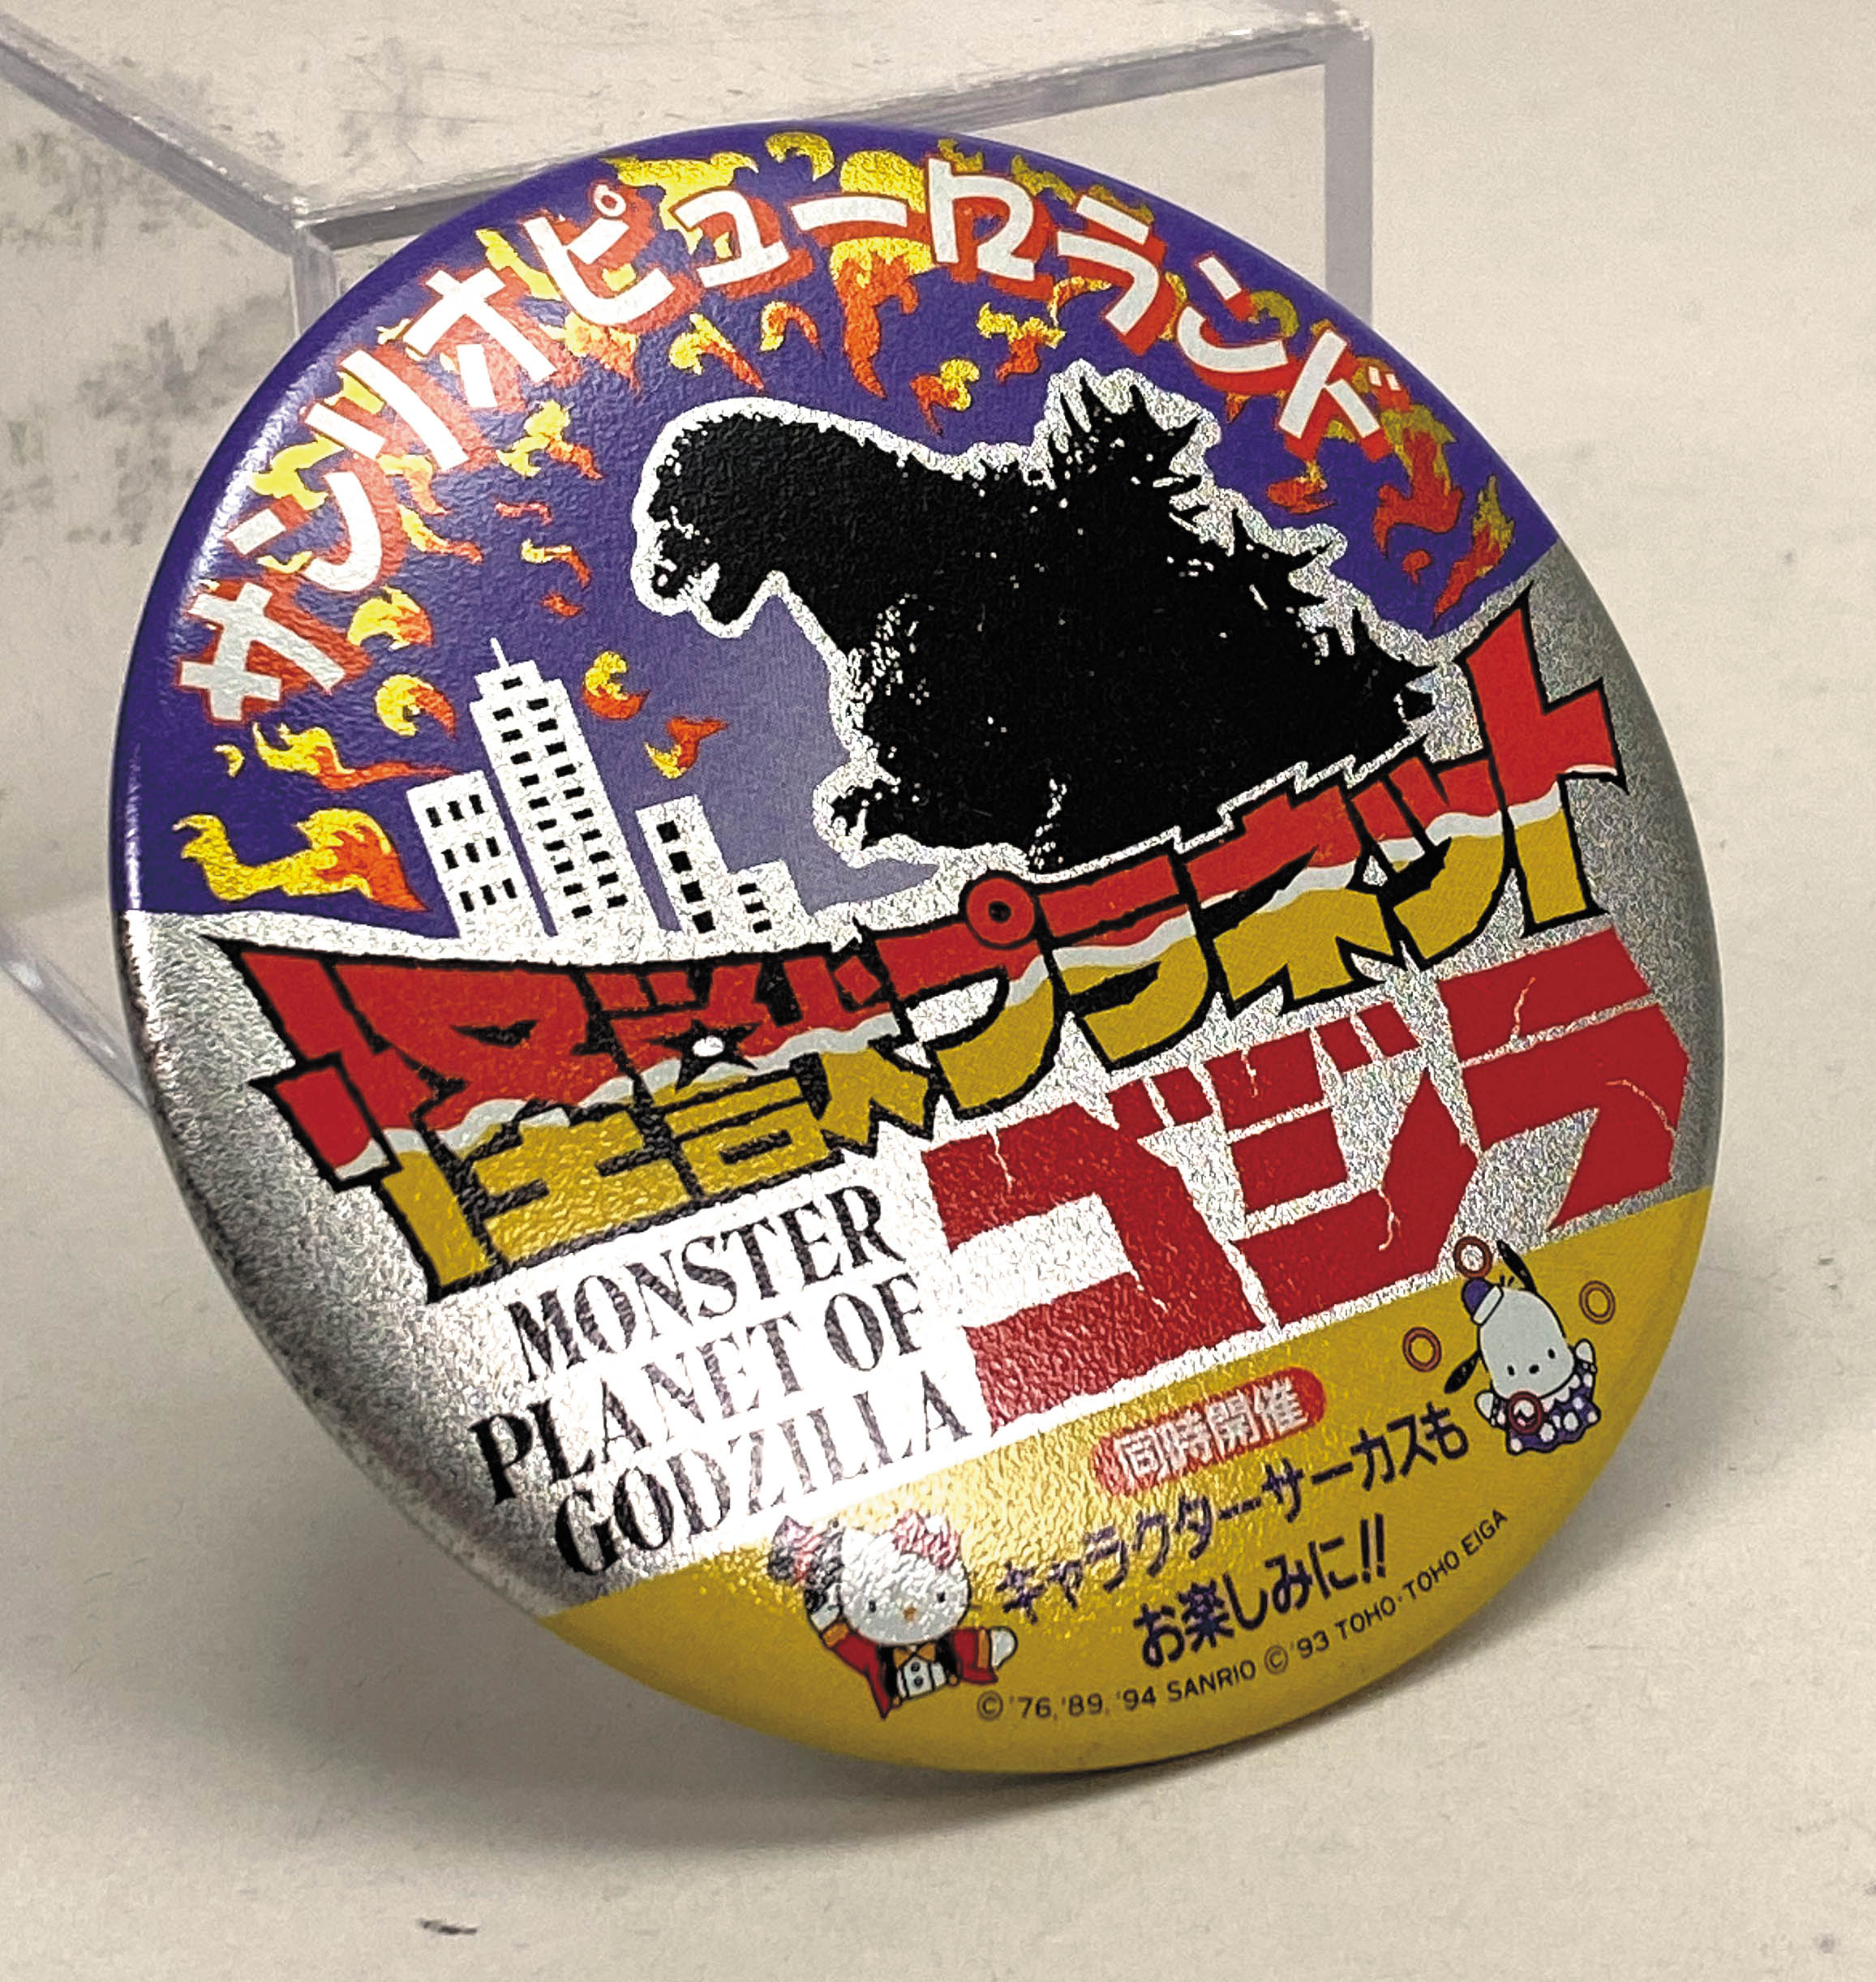 サンリオピューロランド
怪獣プラネット
ゴジラ
MONSTER
PLANET OF
GODZILLA
同時開催
キャラクターサーカスも
お楽しみに!!
©'76,'89,'94 SANRIO ©'93 TOHO・TOHO EIGA